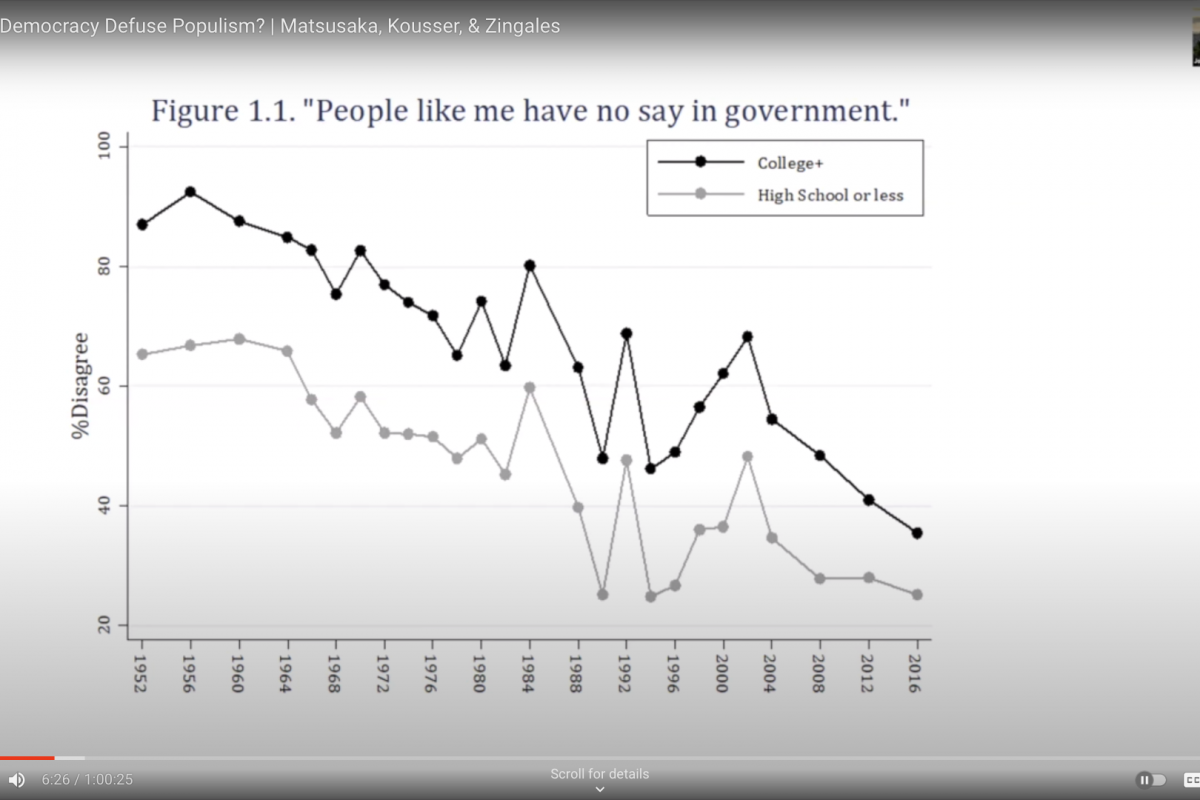 Democracy Defuse Populism? | Matsusaka, Kousser, & Zingales
Figure 1.1. "People like me have no say in government."
College+
High School or less
%Disagree
100
80
60
40
20
1952
1956
1960
1964
1968
1972
1976
1980
1984
1988
1992
1996
2000
2004
2008
2012
2016
6:26 / 1:00:25
Scroll for details
CC